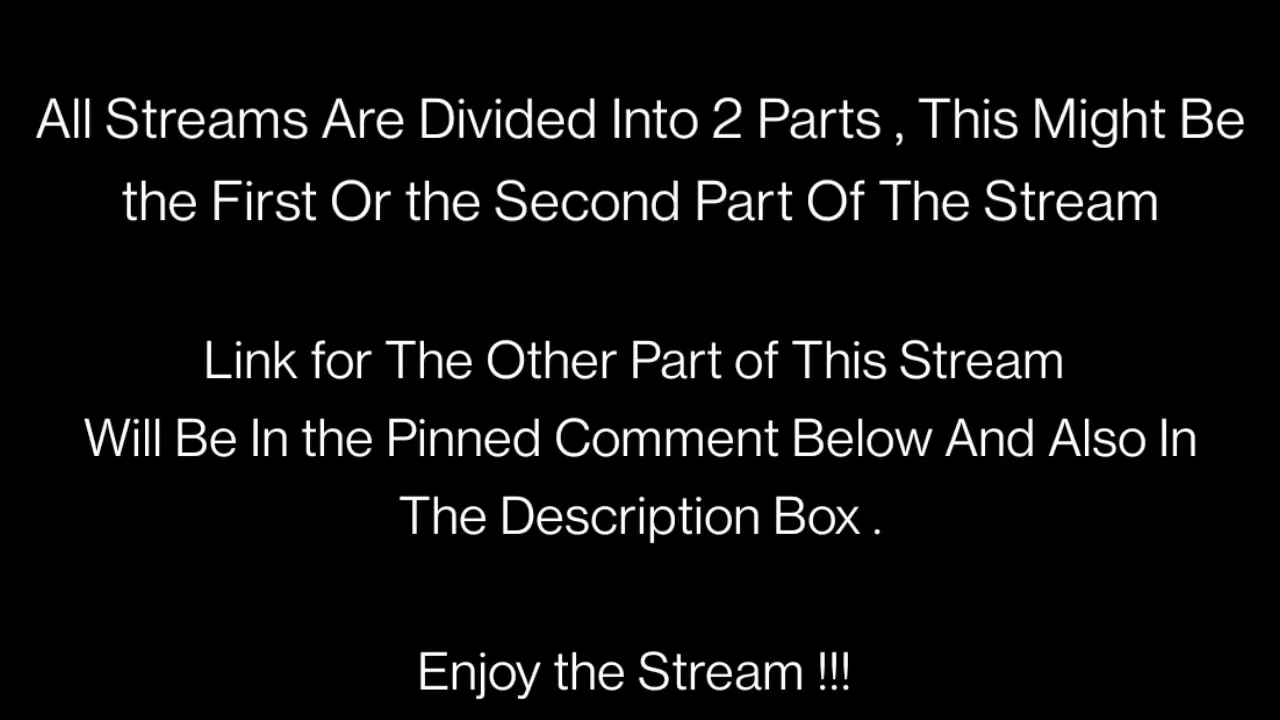 All Streams Are Divided Into 2 Parts , This Might Be
the First Or the Second Part Of The Stream
Link for The Other Part of This Stream
Will Be In the Pinned Comment Below And Also In
The Description Box .
Enjoy the Stream !!!